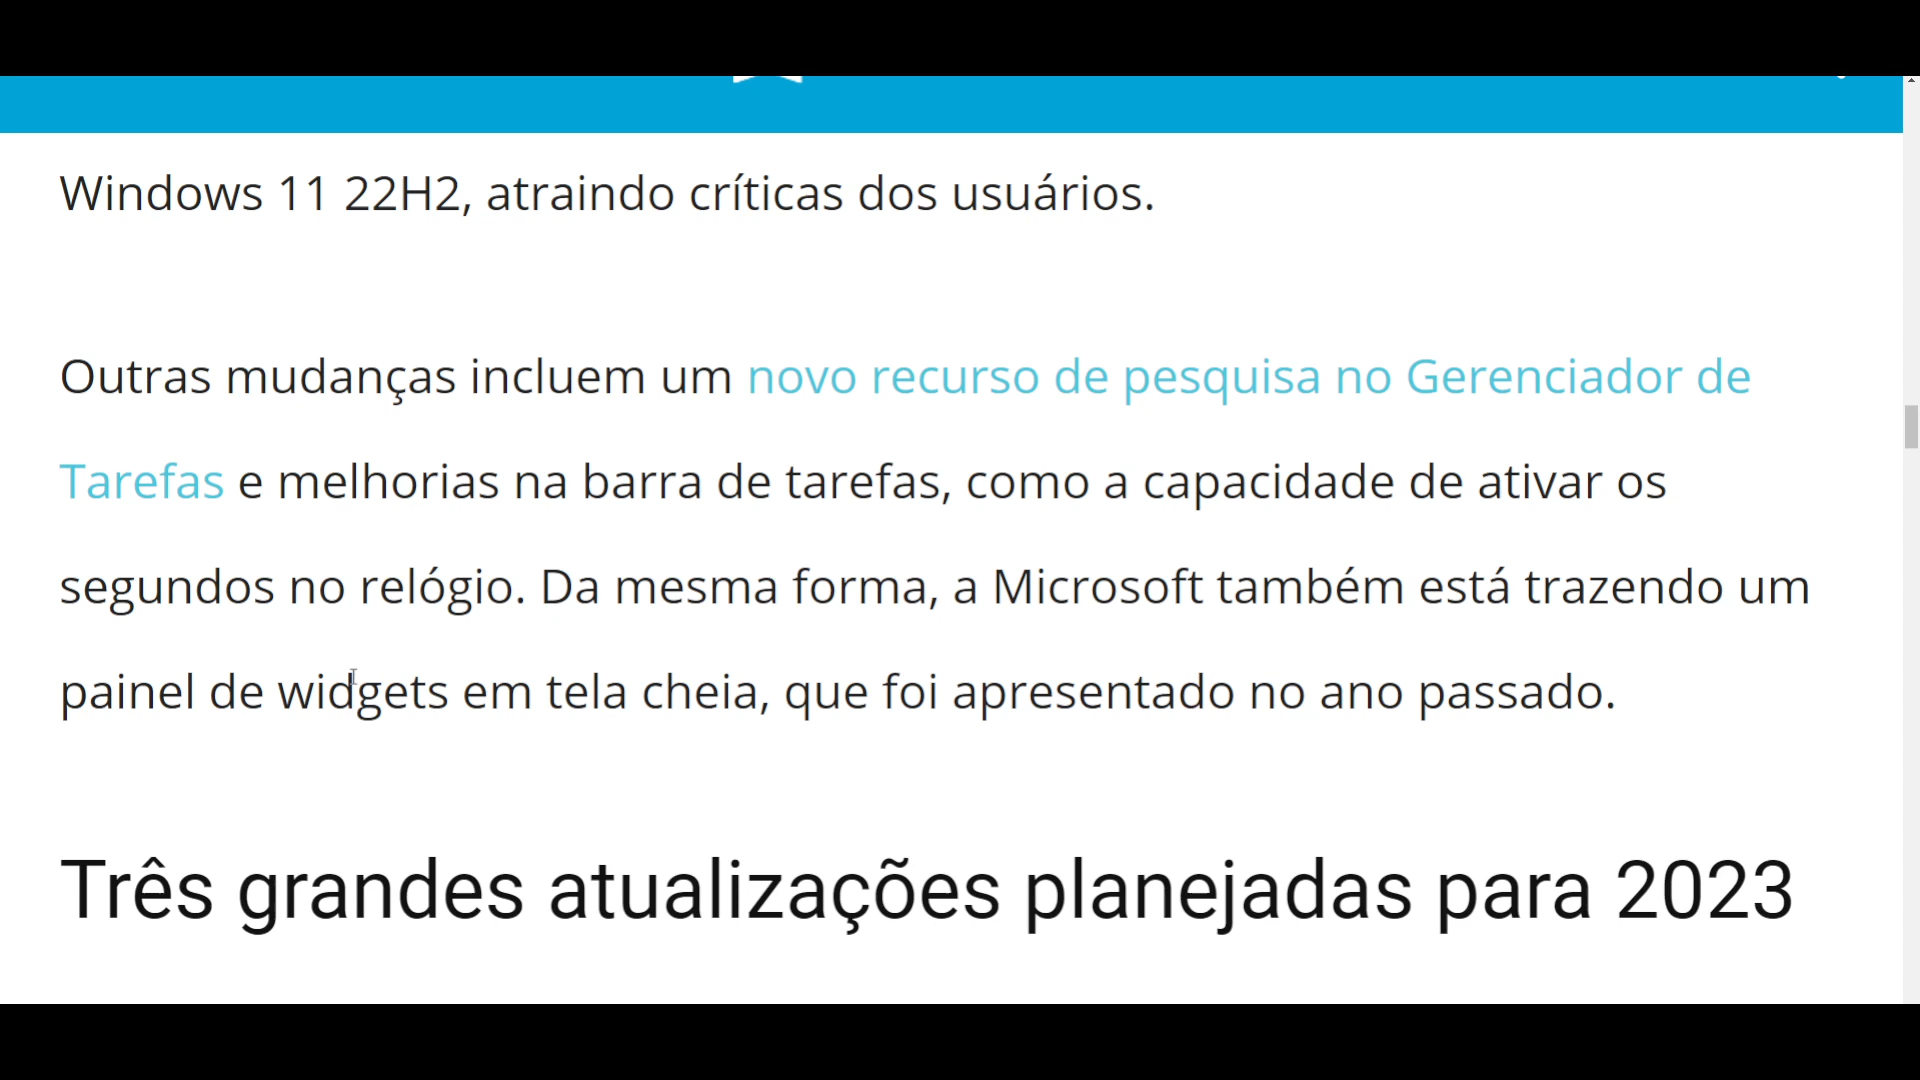 Windows 11 22H2, atraindo críticas dos usuários.
Outras mudanças incluem um novo recurso de pesquisa no Gerenciador de
Tarefas e melhorias na barra de tarefas, como a capacidade de ativar os
segundos no relógio. Da mesma forma, a Microsoft também está trazendo um
painel de widgets em tela cheia, que foi apresentado no ano passado.
Três grandes atualizações planejadas para 2023